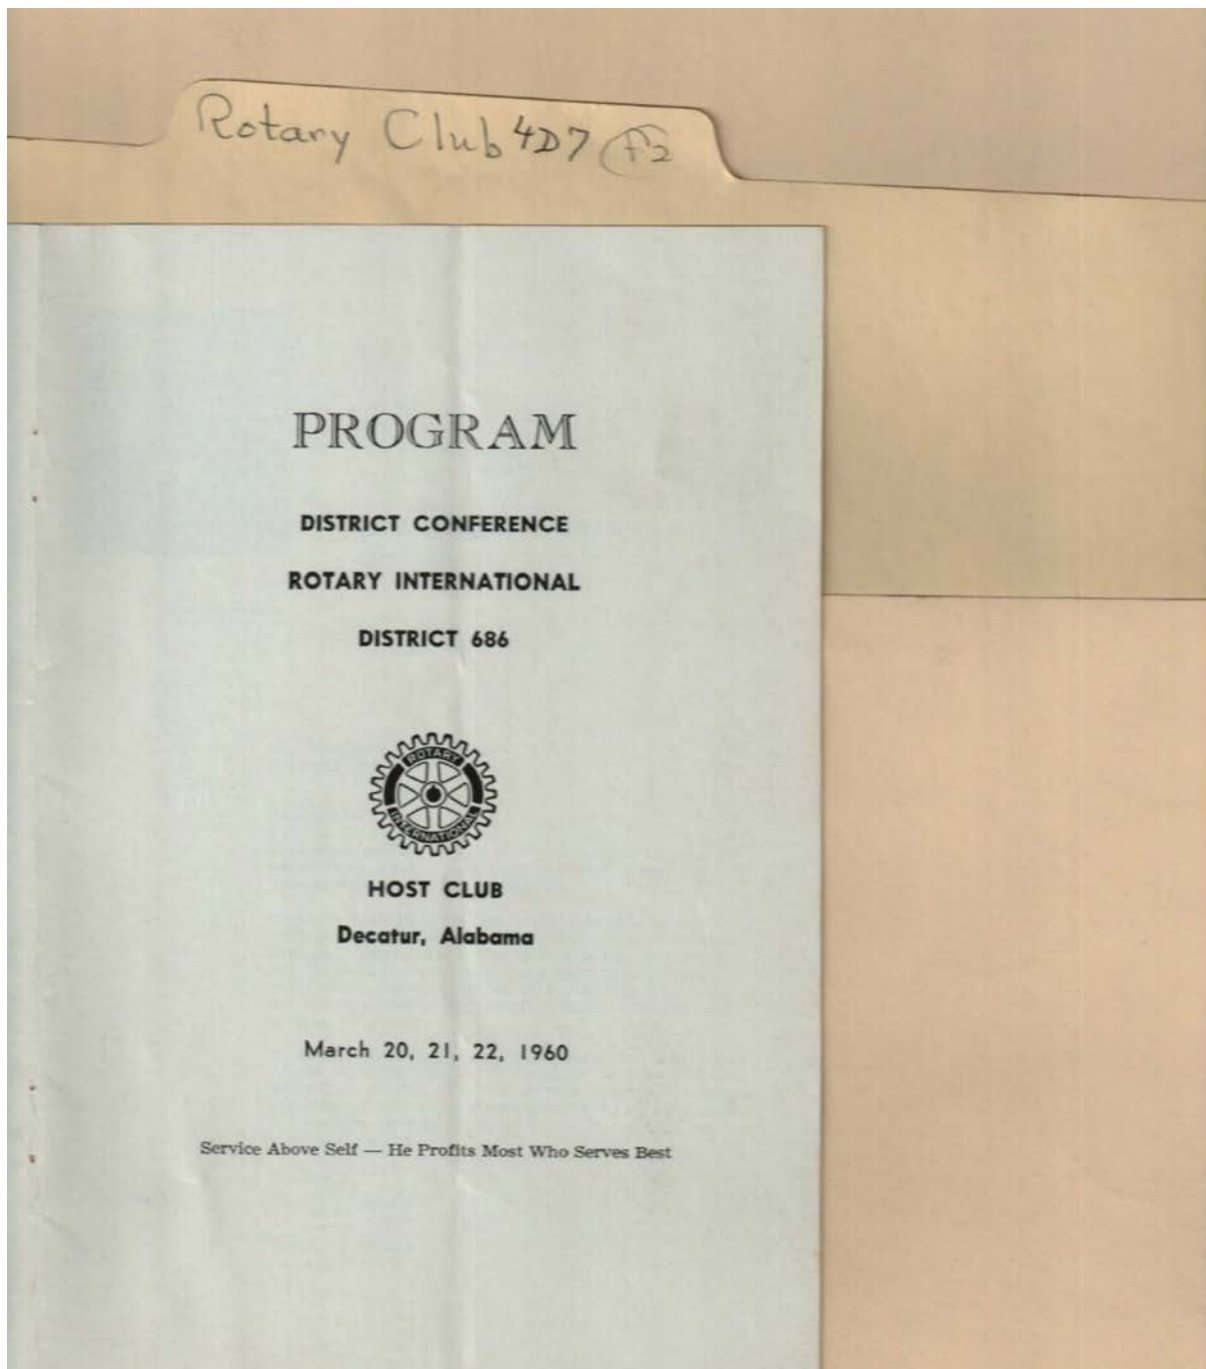 Rotary Club 4D7 f2
PROGRAM
DISTRICT CONFERENCE
ROTARY INTERNATIONAL
DISTRICT 686
ROTARY
INTERNATIONAL
HOST CLUB
Decatur, Alabama
March 20, 21, 22, 1960
Service Above Self — He Profits Most Who Serves Best